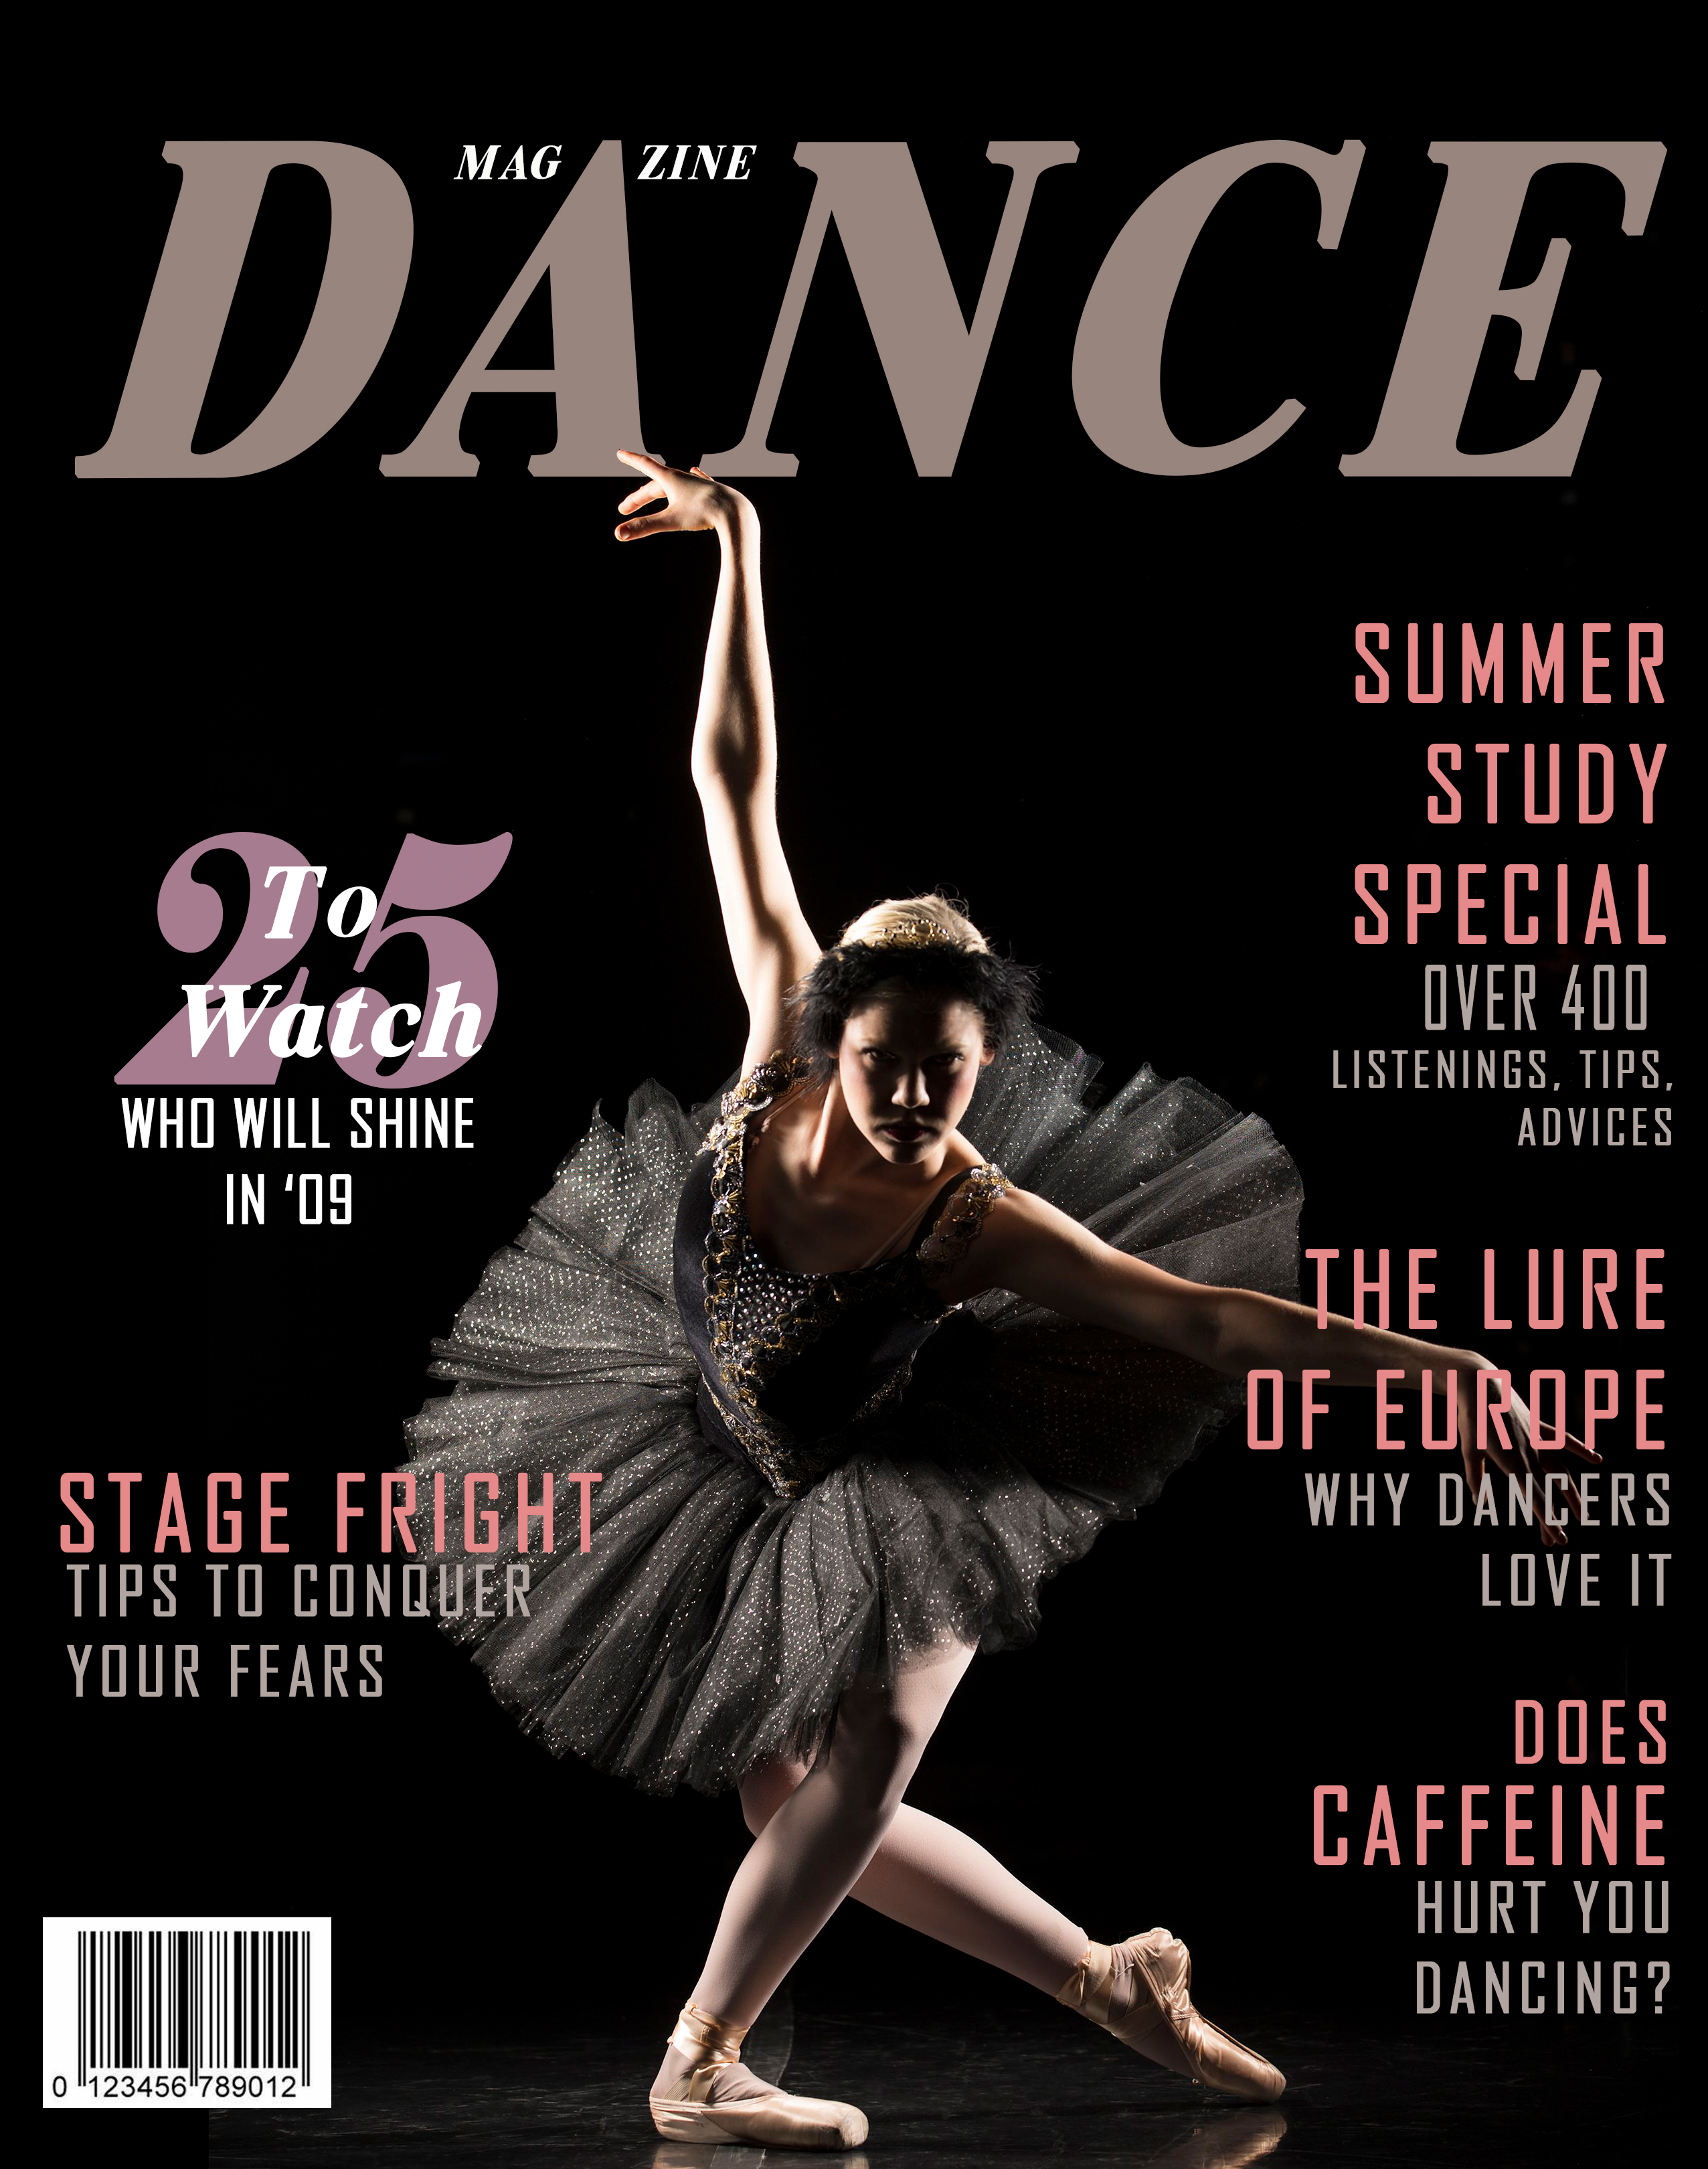 MAG ZINE
DANCE
SUMMER
STUDY
SPECIAL
OVER 400
LISTENINGS, TIPS,
ADVICES
25
To
Watch
WHO WILL SHINE
IN ‘09
THE LURE
OF EUROPE
WHY DANCERS
LOVE IT
STAGE FRIGHT
TIPS TO CONQUER
YOUR FEARS
DOES
CAFFEINE
HURT YOU
DANCING?
0 123456 789012